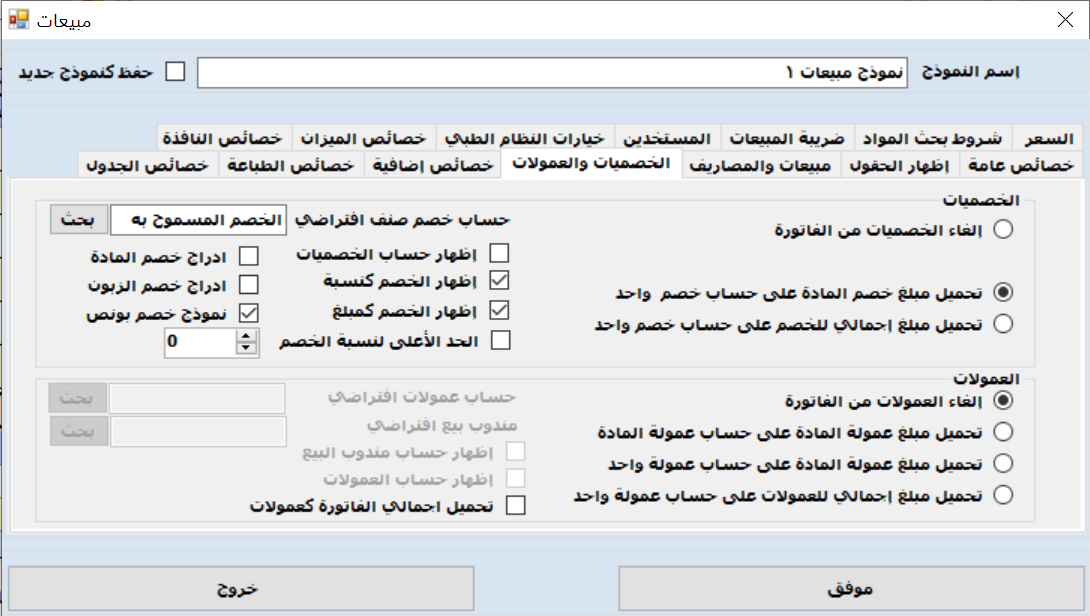 مبيعات
إسم النموذج نموذج مبيعات ١ حفظ كنموذج جديد
السعر شروط بحث المواد ضريبة المبيعات المستخدين خيارات النظام الطبي خصائص الميزان خصائص النافذة
خصائص عامة إظهار الحقول مبيعات والمصاريف الخصميات والعمولات خصائص إضافية خصائص الطباعة خصائص الجدول
الخصميات
إلغاء الخصميات من الفاتورة
تحميل مبلغ خصم المادة على حساب خصم واحد
تحميل مبلغ إجمالي للخصم على حساب خصم واحد
حساب خصم صنف افتراضي الخصم المسموح به بحث
إظهار حساب الخصميات
إظهار الخصم كنسبة
إظهار الخصم كمبلغ
الحد الأعلى لنسبة الخصم
ادراج خصم المادة
ادراج خصم الزبون
نموذج خصم بونص
0
العمولات
إلغاء العمولات من الفاتورة
تحميل مبلغ عمولة المادة على حساب عمولة المادة
تحميل مبلغ عمولة المادة على حساب عمولة واحد
تحميل مبلغ إجمالي للعمولات على حساب عمولة واحد
حساب عمولات افتراضي بحث
مندوب بيع افتراضي بحث
إظهار حساب مندوب البيع
إظهار حساب العمولات
تحميل اجمالي الفاتورة كعمولات
موفق خروج